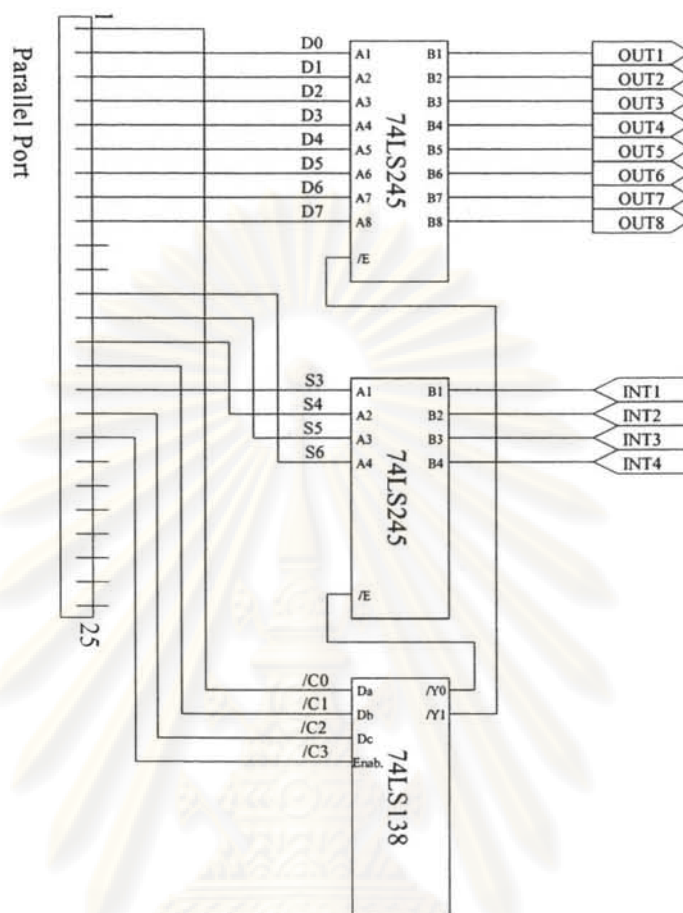 Parallel Port
1
25
D0
D1
D2
D3
D4
D5
D6
D7
A1
A2
A3
A4
A5
A6
A7
A8
/E
74LS245
B1
B2
B3
B4
B5
B6
B7
B8
OUT1
OUT2
OUT3
OUT4
OUT5
OUT6
OUT7
OUT8
S3
S4
S5
S6
A1
A2
A3
A4
/E
74LS245
B1
B2
B3
B4
INT1
INT2
INT3
INT4
/C0
/C1
/C2
/C3
Da
Db
Dc
Enab.
74LS138
/Y0
/Y1